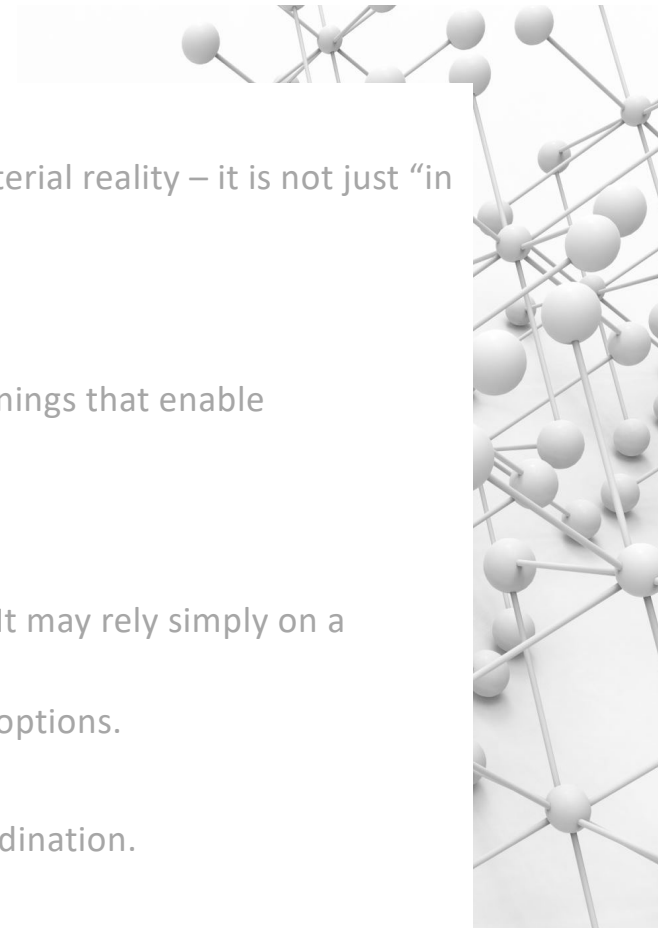 terial reality – it is not just “in
nings that enable
It may rely simply on a
options.
dination.